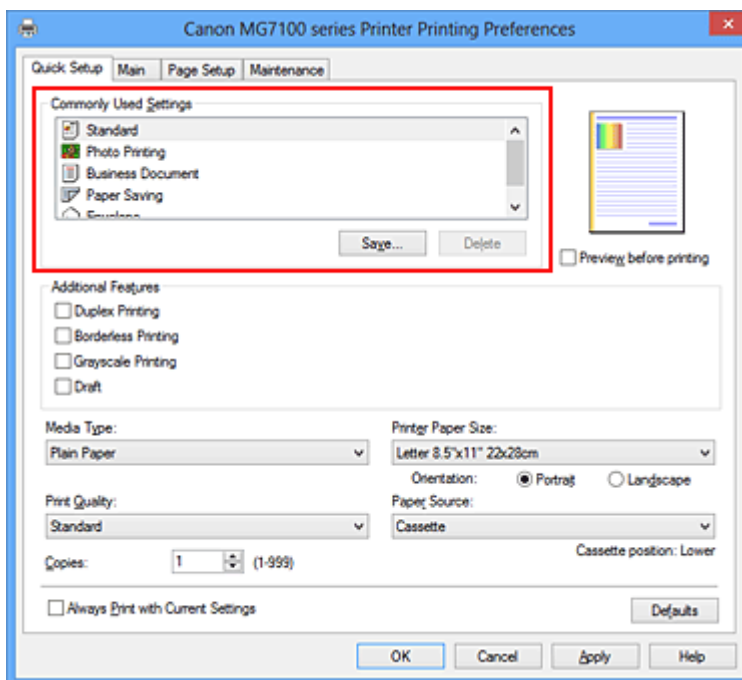 Canon MG7100 series Printer Printing Preferences
Quick Setup Main Page Setup Maintenance
Commonly Used Settings
Standard
Photo Printing
Business Document
Paper Saving
Envelope
Save... Delete
Preview before printing
Additional Features
Duplex Printing
Borderless Printing
Grayscale Printing
Draft
Media Type: Printer Paper Size:
Plain Paper Letter 8.5"x11" 22x28cm
Orientation: Portrait Landscape
Print Quality: Paper Source:
Standard Cassette
Cassette position: Lower
Copies: 1 (1-999)
Always Print with Current Settings Defaults
OK Cancel Apply Help